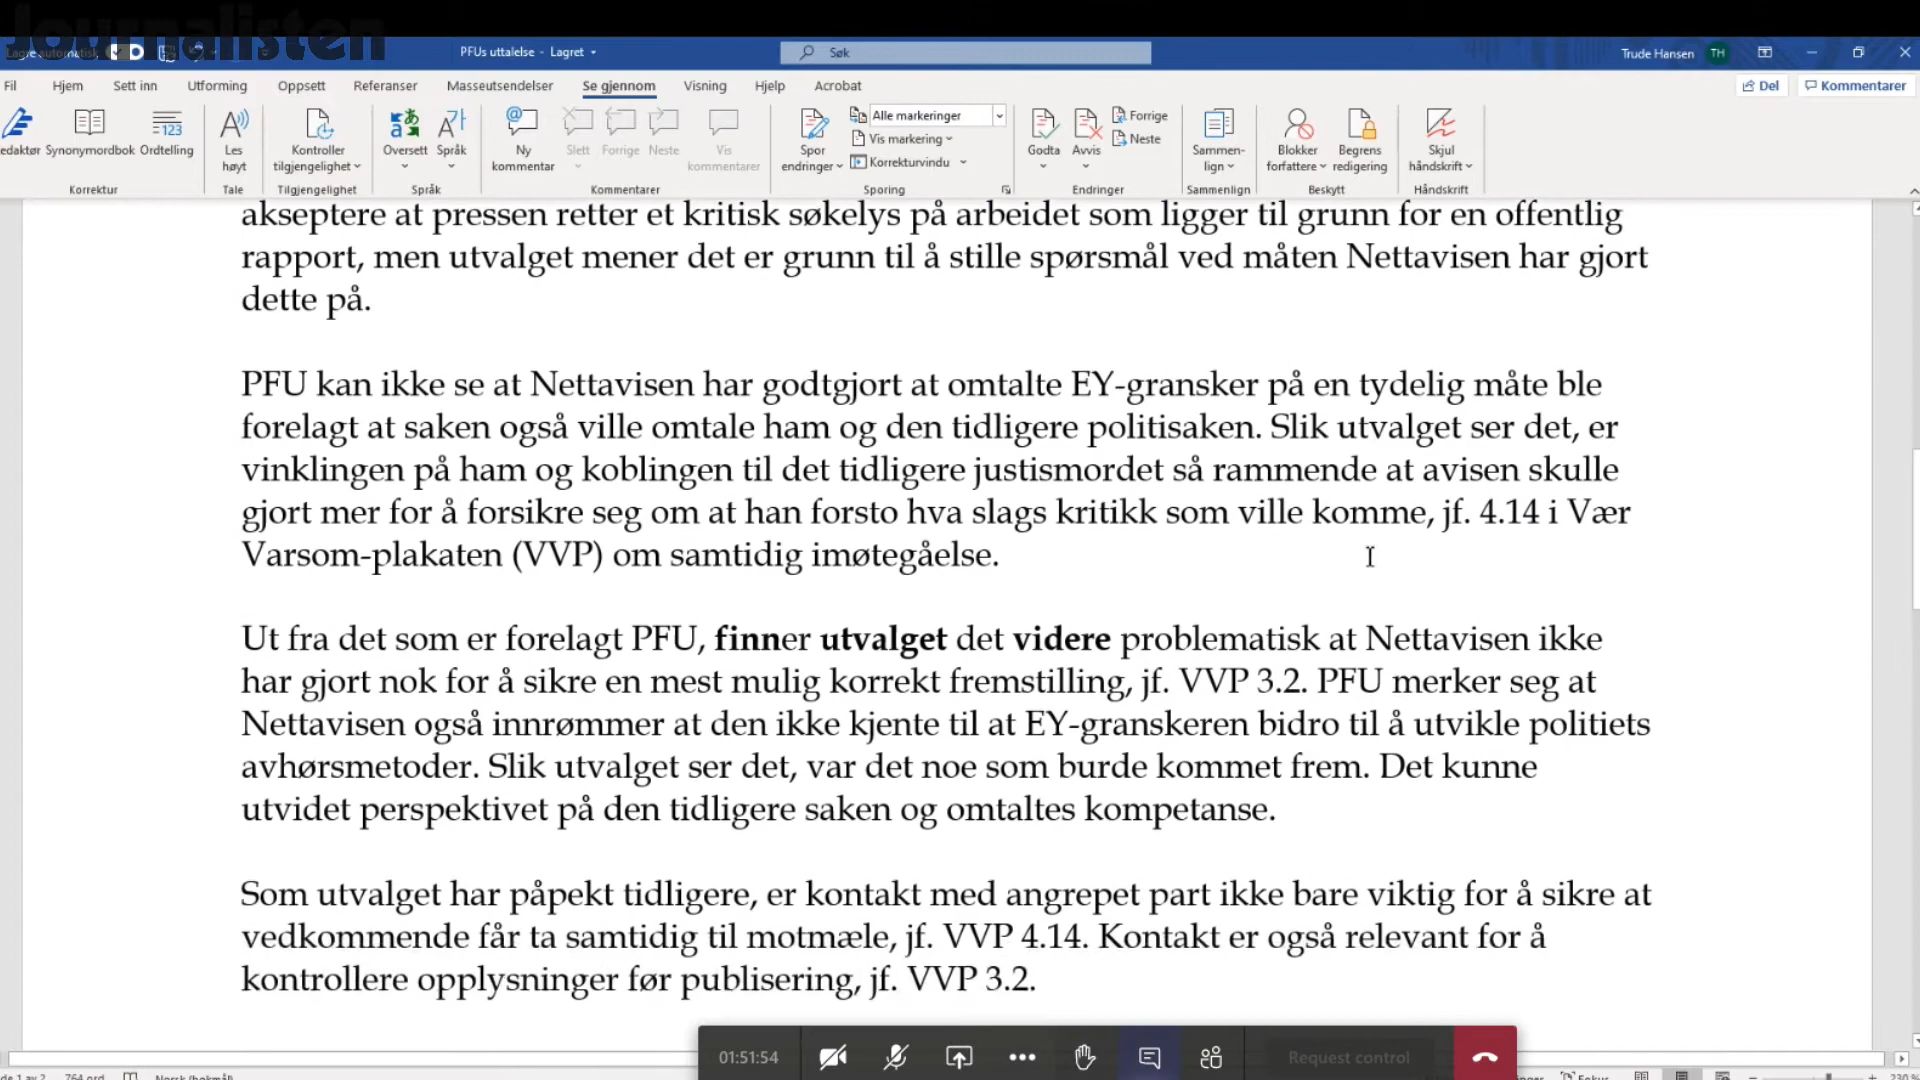 Journalisten
Lagre automatisk
PFUs uttalelse - Lagret
Søk
Trude Hansen TH
Fil Hjem Sett inn Utforming Oppsett Referanser Masseutsendelser Se gjennom Visning Hjelp Acrobat Del Kommentarer
edaktør Synonymordbok Ordtelling
Les høyt
Kontroller tilgjengelighet
Oversett Språk
Ny kommentar
Slett Forrige Neste
Vis kommentarer
Spor endringer
Alle markeringer
Vis markering
Korrekturvindu
Godta Avvis
Forrige
Neste
Sammen-lign
Blokker forfattere
Begrens redigering
Skjul håndskrift
Korrektur Tale Tilgjengelighet Språk Kommentarer Sporing Endringer Sammenlign Beskytt Håndskrift
akseptere at pressen retter et kritisk søkelys på arbeidet som ligger til grunn for en offentlig
rapport, men utvalget mener det er grunn til å stille spørsmål ved måten Nettavisen har gjort
dette på.
PFU kan ikke se at Nettavisen har godtgjort at omtalte EY-gransker på en tydelig måte ble
forelagt at saken også ville omtale ham og den tidligere politisaken. Slik utvalget ser det, er
vinklingen på ham og koblingen til det tidligere justismordet så rammende at avisen skulle
gjort mer for å forsikre seg om at han forsto hva slags kritikk som ville komme, jf. 4.14 i Vær
Varsom-plakaten (VVP) om samtidig imøtegåelse.
Ut fra det som er forelagt PFU, finner utvalget det videre problematisk at Nettavisen ikke
har gjort nok for å sikre en mest mulig korrekt fremstilling, jf. VVP 3.2. PFU merker seg at
Nettavisen også innrømmer at den ikke kjente til at EY-granskeren bidro til å utvikle politiets
avhørsmetoder. Slik utvalget ser det, var det noe som burde kommet frem. Det kunne
utvidet perspektivet på den tidligere saken og omtaltes kompetanse.
Som utvalget har påpekt tidligere, er kontakt med angrepet part ikke bare viktig for å sikre at
vedkommende får ta samtidig til motmæle, jf. VVP 4.14. Kontakt er også relevant for å
kontrollere opplysninger før publisering, jf. VVP 3.2.
01:51:54
Request control
de 1 av 2 764 ord Norsk (bokmål) Fokus 230 %